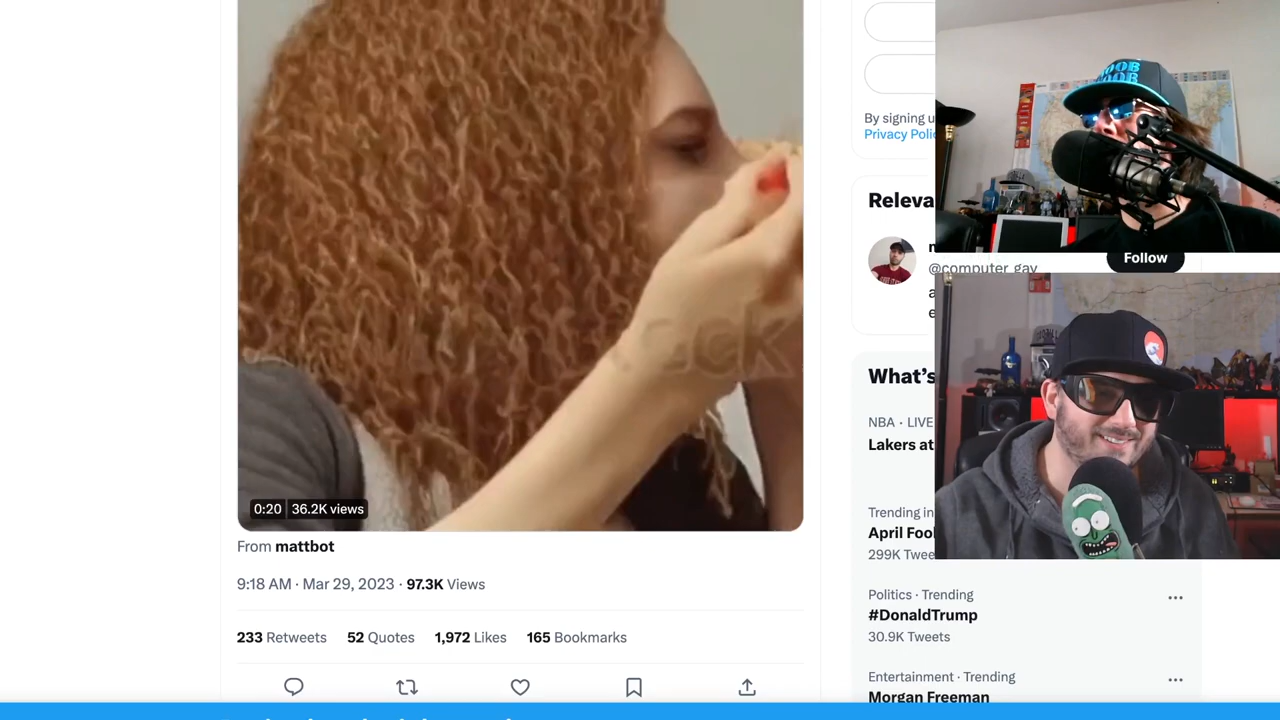 0:20 36.2K views
From mattbot
9:18 AM · Mar 29, 2023 · 97.3K Views
233 Retweets 52 Quotes 1,972 Likes 165 Bookmarks
By signing u
Privacy Polic
Releva
@computer_gay
Follow
What's
NBA · LIVE
Lakers at
Trending in
April Fool
299K Twee
Politics · Trending
#DonaldTrump
30.9K Tweets
Entertainment · Trending
Morgan Freeman